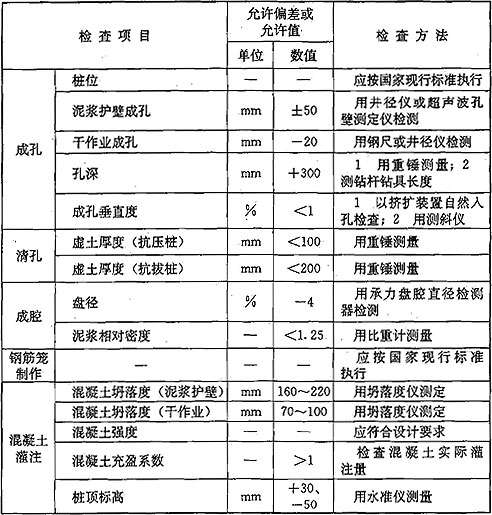 检查项目 允许偏差或允许值 检查方法
单位 数值
成孔 桩位 — — 应按国家现行标准执行
泥浆护壁成孔 mm ±50 用井径仪或超声波孔
壁测定仪检测
干作业成孔 mm －20 用钢尺或井径仪检测
孔深 mm ＋300 1 用重锤测量；2
测钻杆钻具长度
成孔垂直度 % <1 1 以挤扩装置自然入
孔检查；2 用测斜仪
清孔 虚土厚度（抗压桩） mm <100 用重锤测量
虚土厚度（抗拔桩） mm <200 用重锤测量
成腔 盘径 % －4 用承力盘腔直径检测
器检测
泥浆相对密度 — <1.25 用比重计测量
钢筋笼
制作 — — — 应按国家现行标准
执行
混凝土
灌注 混凝土坍落度（泥浆护壁） mm 160～220 用坍落度仪测定
混凝土坍落度（干作业） mm 70～100 用坍落度仪测定
混凝土强度 — — 应符合设计要求
混凝土充盈系数 — >1 检查混凝土实际灌
注量
桩顶标高 mm ＋30、
－50 用水准仪测量